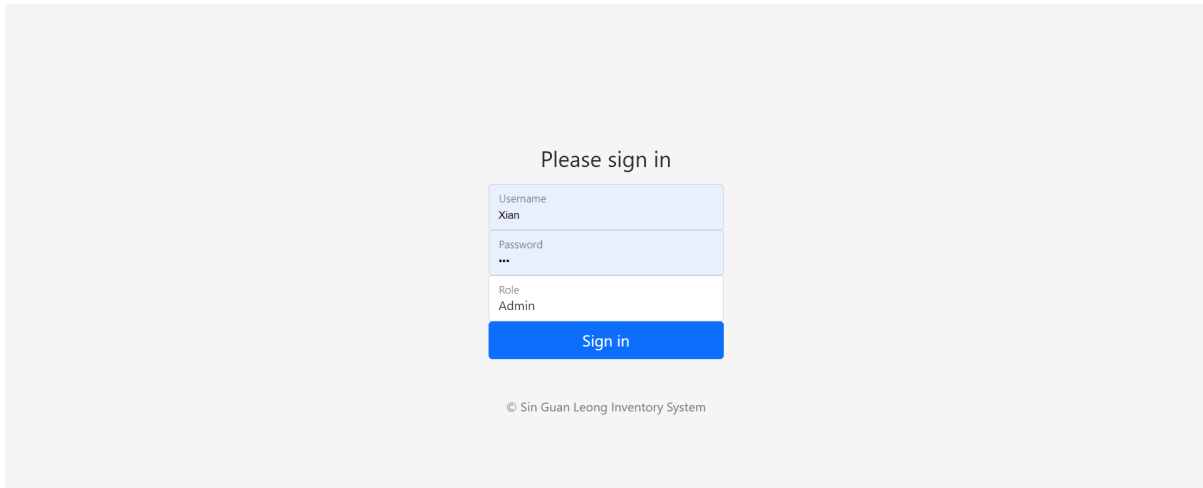 Please sign in
Username
Xian
Password
•••
Role
Admin
Sign in
© Sin Guan Leong Inventory System